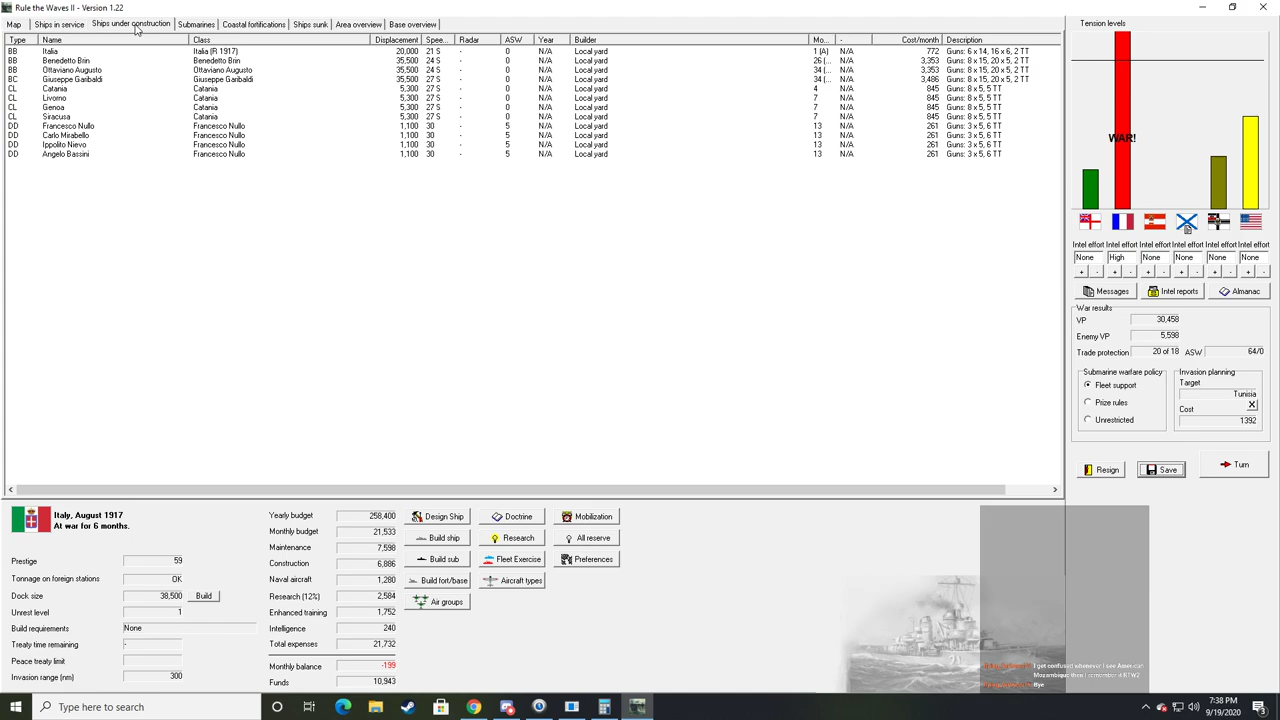 Rule the Waves II - Version 1.22
Map Ships in service Ships under construction Submarines Coastal fortifications Ships sunk Area overview Base overview
Type Name Class Displacement Spee... Radar ASW Year Builder Mo... - Cost/month Description
BB Italia Italia (R 1917) 20,000 21 S - 0 N/A Local yard 1 (A) N/A 772 Guns: 6 x 14, 16 x 6, 2 TT
BB Benedetto Brin Benedetto Brin 35,500 24 S - 0 N/A Local yard 26 (... N/A 3,353 Guns: 8 x 15, 20 x 5, 2 TT
BB Ottaviano Augusto Ottaviano Augusto 35,500 24 S - 0 N/A Local yard 34 (... N/A 3,353 Guns: 8 x 15, 20 x 5, 2 TT
BC Giuseppe Garibaldi Giuseppe Garibaldi 35,500 27 S - 0 N/A Local yard 34 (... N/A 3,486 Guns: 8 x 15, 20 x 5, 2 TT
CL Catania Catania 5,300 27 S - 0 N/A Local yard 4 N/A 845 Guns: 8 x 5, 5 TT
CL Livorno Catania 5,300 27 S - 0 N/A Local yard 7 N/A 845 Guns: 8 x 5, 5 TT
CL Genoa Catania 5,300 27 S - 0 N/A Local yard 7 N/A 845 Guns: 8 x 5, 5 TT
CL Siracusa Catania 5,300 27 S - 0 N/A Local yard 7 N/A 845 Guns: 8 x 5, 5 TT
DD Francesco Nullo Francesco Nullo 1,100 30 - 5 N/A Local yard 13 N/A 261 Guns: 3 x 5, 6 TT
DD Carlo Mirabello Francesco Nullo 1,100 30 - 5 N/A Local yard 13 N/A 261 Guns: 3 x 5, 6 TT
DD Ippolito Nievo Francesco Nullo 1,100 30 - 5 N/A Local yard 13 N/A 261 Guns: 3 x 5, 6 TT
DD Angelo Bassini Francesco Nullo 1,100 30 - 5 N/A Local yard 13 N/A 261 Guns: 3 x 5, 6 TT
Tension levels
WAR!
Intel effort Intel effort Intel effort Intel effort Intel effort Intel effort
None High None None None None
+ - + - + - + - + - + -
Messages Intel reports Almanac
War results
VP 30,458
Enemy VP 5,598
Trade protection 20 of 18 ASW 64/0
Submarine warfare policy
Fleet support
Prize rules
Unrestricted
Invasion planning
Target
Tunisia
Cost X
1392
Resign Save Turn
Italy, August 1917
At war for 6 months.
Prestige 59
Tonnage on foreign stations OK
Dock size 38,500 Build
Unrest level 1
Build requirements None
Treaty time remaining -
Peace treaty limit
Invasion range (nm) 300
Yearly budget 258,400
Monthly budget 21,533
Maintenance 7,598
Construction 6,886
Naval aircraft 1,280
Research (12%) 2,584
Enhanced training 1,752
Intelligence 240
Total expenses 21,732
Monthly balance -199
Funds 10,943
Design Ship Doctrine Mobilization
Build ship Research All reserve
Build sub Fleet Exercise Preferences
Build fort/base Aircraft types
Air groups
I get confused whenever I see American
Mozambique then I remember it RTW2
Bye
Type here to search
7:38 PM
9/19/2020